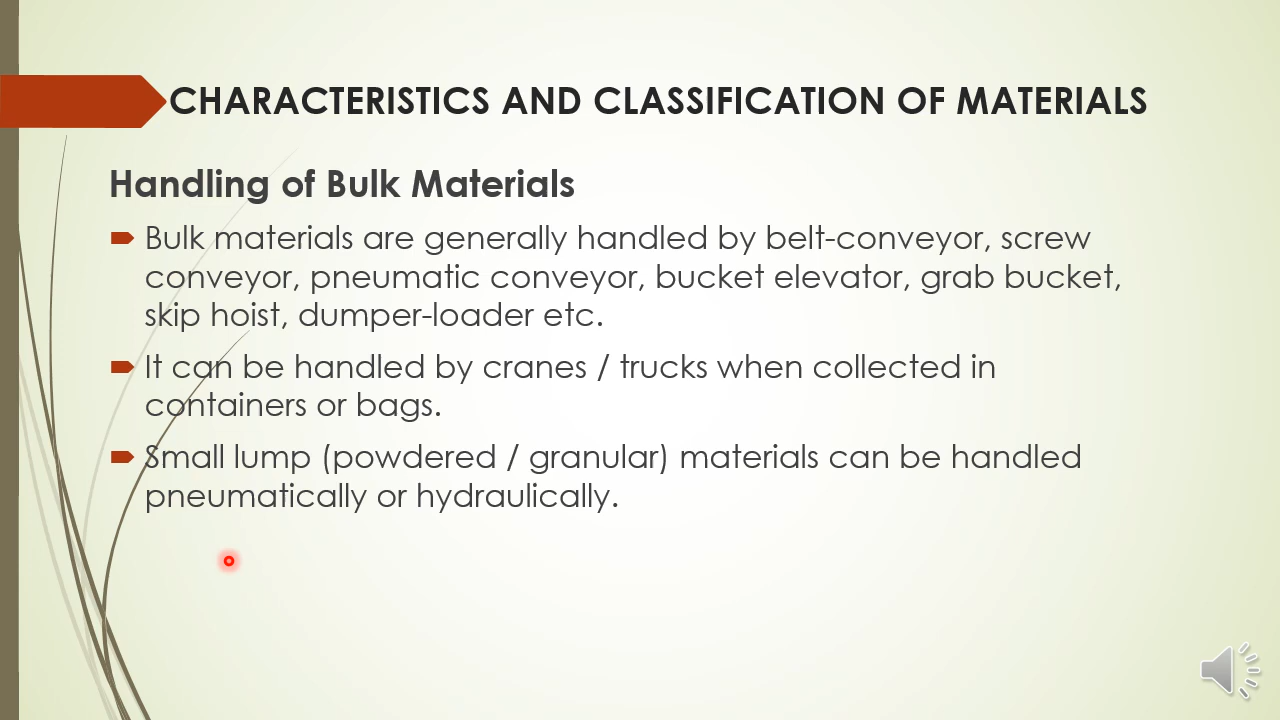 CHARACTERISTICS AND CLASSIFICATION OF MATERIALS
Handling of Bulk Materials
Bulk materials are generally handled by belt-conveyor, screw
conveyor, pneumatic conveyor, bucket elevator, grab bucket,
skip hoist, dumper-loader etc.
It can be handled by cranes / trucks when collected in
containers or bags.
Small lump (powdered / granular) materials can be handled
pneumatically or hydraulically.